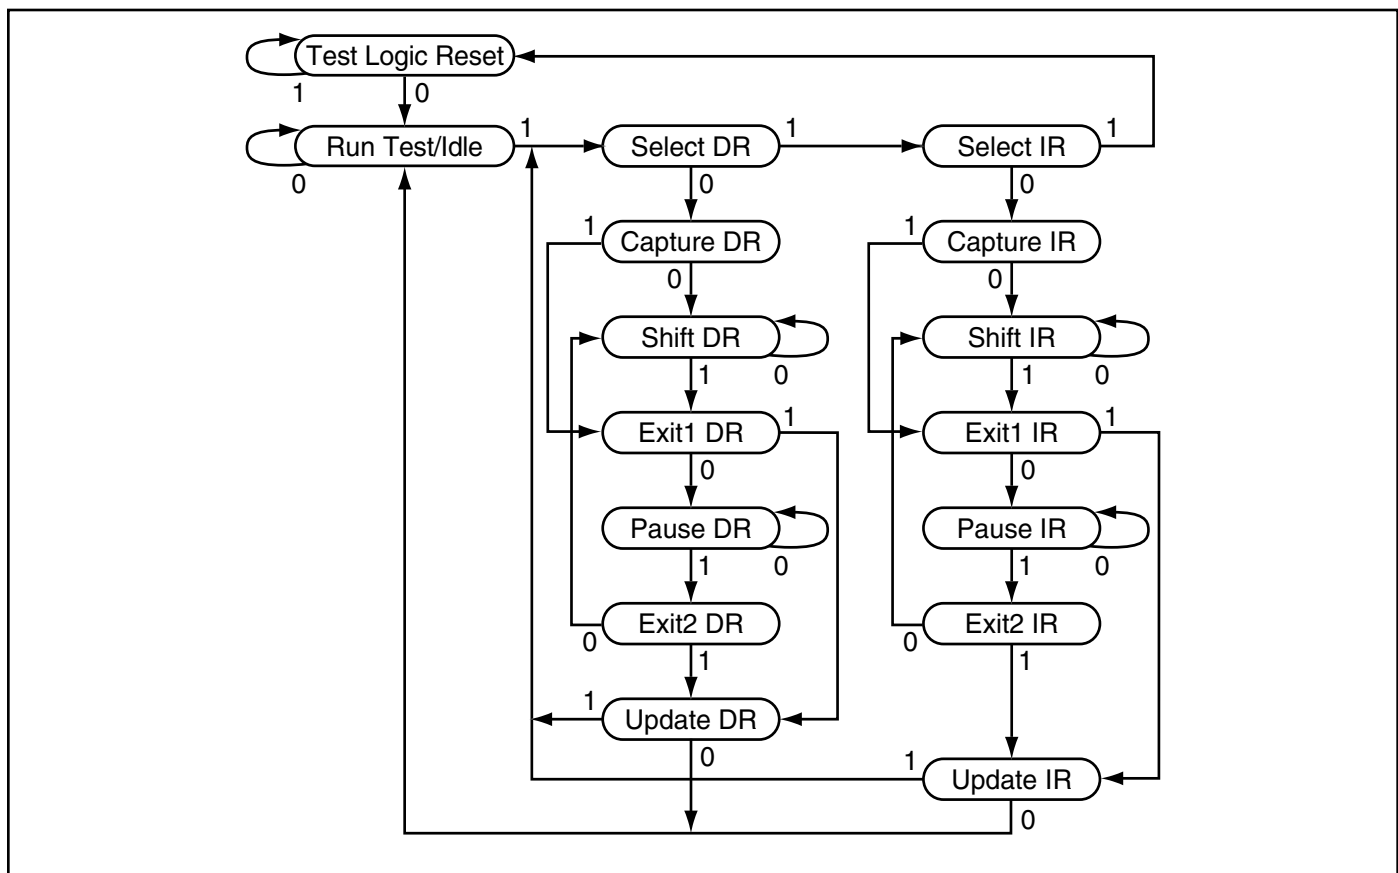 Test Logic Reset
1 0
Run Test/Idle 1 Select DR 1 Select IR 1
0 0 0
1 Capture DR 1 Capture IR
0 0
Shift DR Shift IR
1 0 1 0
Exit1 DR 1 Exit1 IR 1
0 0
Pause DR Pause IR
1 0 1 0
Exit2 DR Exit2 IR
0 1 0 1
1 Update DR
0 1
Update IR
0